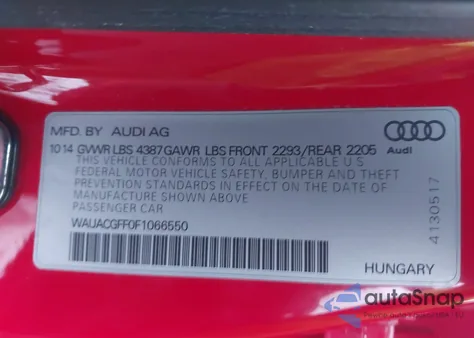 MFD. BY AUDI AG
10 14 GVWR LBS 4387 GAWR LBS FRONT 2293/REAR 2205
THIS VEHICLE CONFORMS TO ALL APPLICABLE U S
FEDERAL MOTOR VEHICLE SAFETY, BUMPER AND THEFT
PREVENTION STANDARDS IN EFFECT ON THE DATE OF
MANUFACTURE SHOWN ABOVE
PASSENGER CAR
WAUACGFF0F1066550
Audi
4130517
HUNGARY
autoSnap